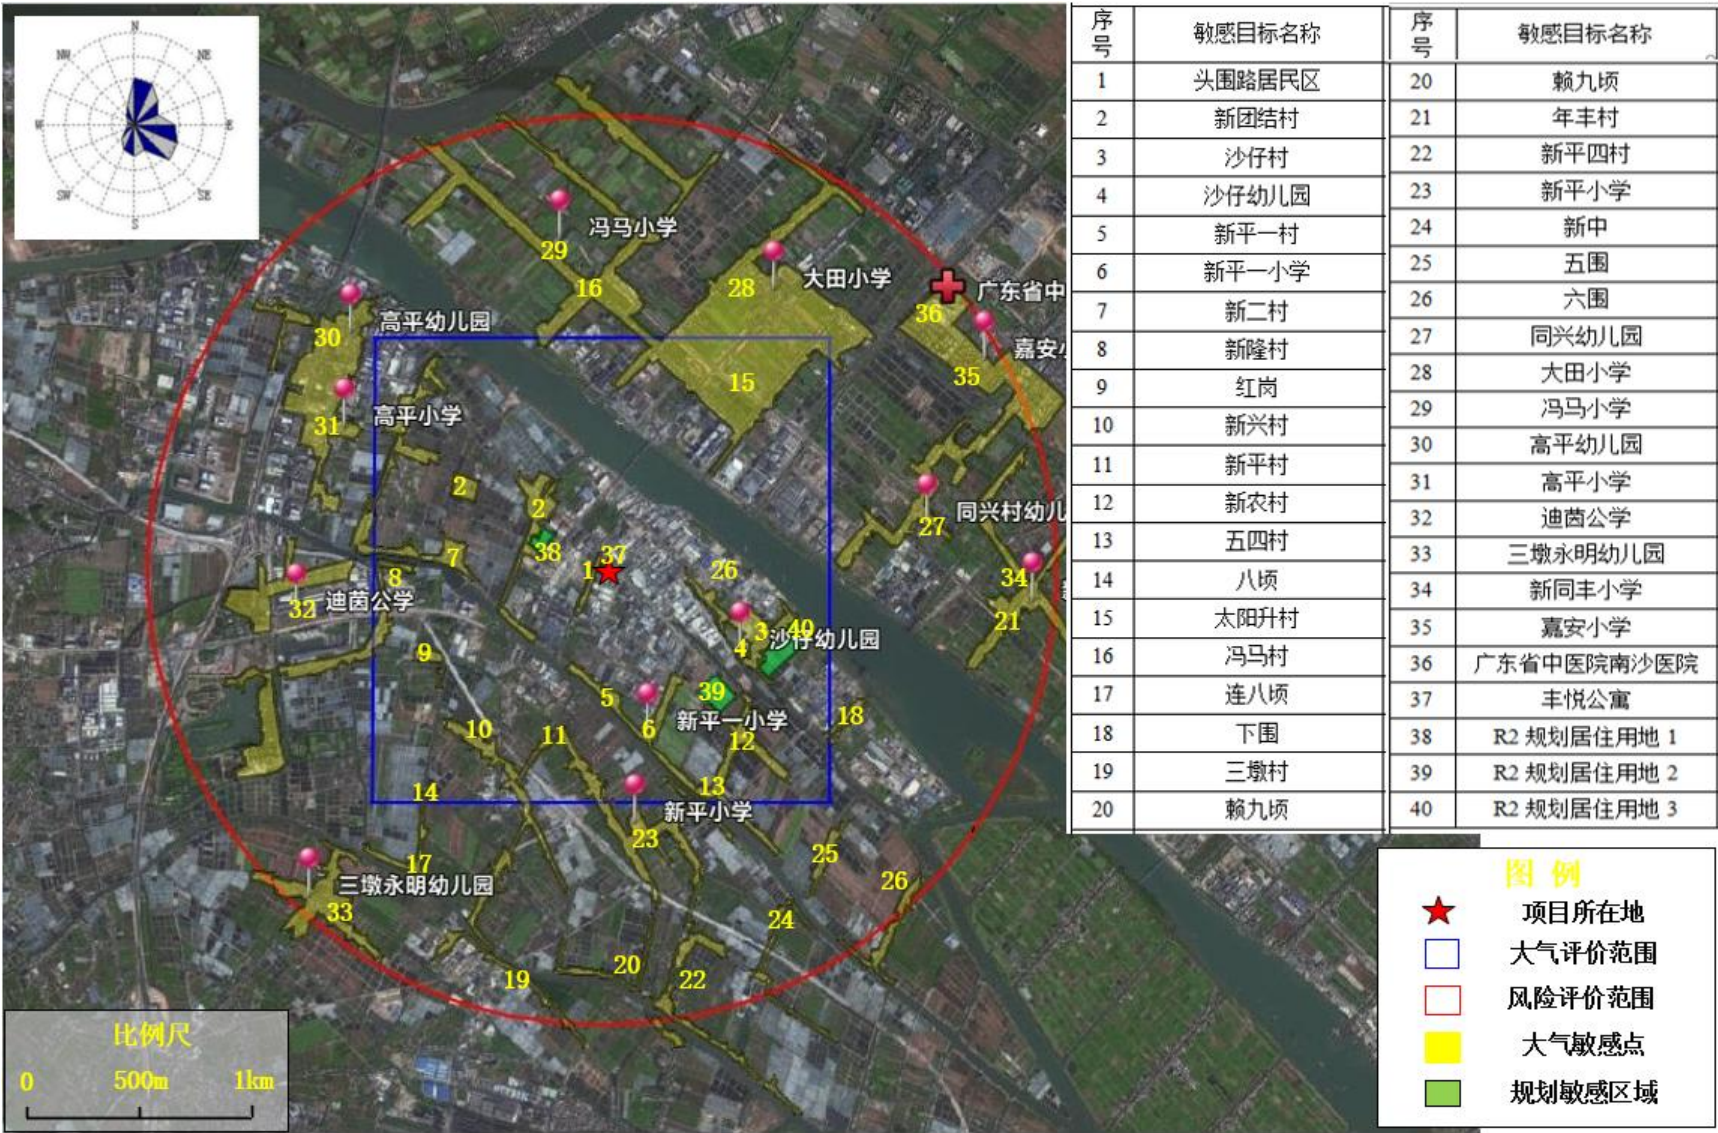 N
NW
NE
SW
SE
S
冯马小学
29
16
28
大田小学
36
广东省中
嘉安小
35
15
30
高平幼儿园
31
高平小学
2
2
38
37
1
26
27
同兴村幼儿
34
21
7
8
32
迪茵公学
9
3
40
沙仔幼儿园
4
5
39
6
新平一小学
18
10
11
12
14
13
新平小学
23
17
25
三墩永明幼儿园
33
26
24
19
20
22
比例尺
0 500m 1km
序号 敏感目标名称
1 头围路居民区
2 新团结村
3 沙仔村
4 沙仔幼儿园
5 新平一村
6 新平一小学
7 新二村
8 新隆村
9 红岗
10 新兴村
11 新平村
12 新农村
13 五四村
14 八顷
15 太阳升村
16 冯马村
17 连八顷
18 下围
19 三墩村
20 赖九顷
序号 敏感目标名称
20 赖九顷
21 年丰村
22 新平四村
23 新平小学
24 新中
25 五围
26 六围
27 同兴幼儿园
28 大田小学
29 冯马小学
30 高平幼儿园
31 高平小学
32 迪茵公学
33 三墩永明幼儿园
34 新同丰小学
35 嘉安小学
36 广东省中医院南沙医院
37 丰悦公寓
38 R2 规划居住用地 1
39 R2 规划居住用地 2
40 R2 规划居住用地 3
图 例
项目所在地
大气评价范围
风险评价范围
大气敏感点
规划敏感区域